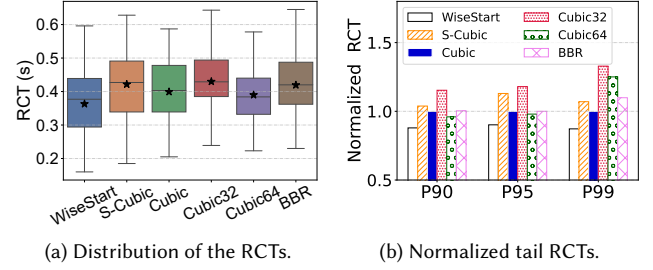 RCT (s)
0.6
0.5
0.4
0.3
0.2
WiseStart
S-Cubic
Cubic
Cubic32
Cubic64
BBR
(a) Distribution of the RCTs.
Normalized RCT
1.5
1.0
0.5
WiseStart
S-Cubic
Cubic
Cubic32
Cubic64
BBR
P90
P95
P99
(b) Normalized tail RCTs.